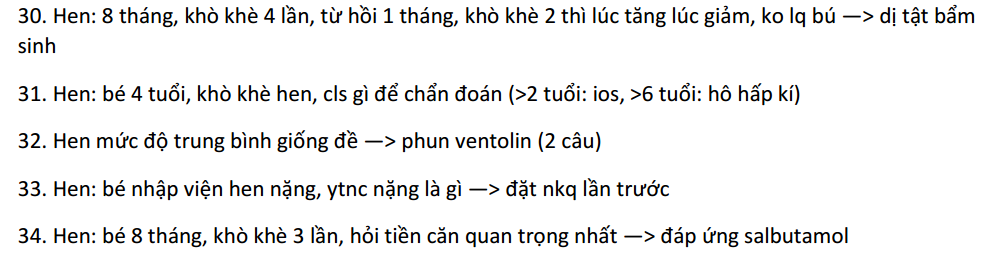 30. Hen: 8 tháng, khò khè 4 lần, từ hồi 1 tháng, khò khè 2 thì lúc tăng lúc giảm, ko lq bú —> dị tật bẩm
sinh
31. Hen: bé 4 tuổi, khò khè hen, cls gì để chẩn đoán (>2 tuổi: ios, >6 tuổi: hô hấp kí)
32. Hen mức độ trung bình giống đề —> phun ventolin (2 câu)
33. Hen: bé nhập viện hen nặng, ytnc nặng là gì —> đặt nkq lần trước
34. Hen: bé 8 tháng, khò khè 3 lần, hỏi tiền căn quan trọng nhất —> đáp ứng salbutamol